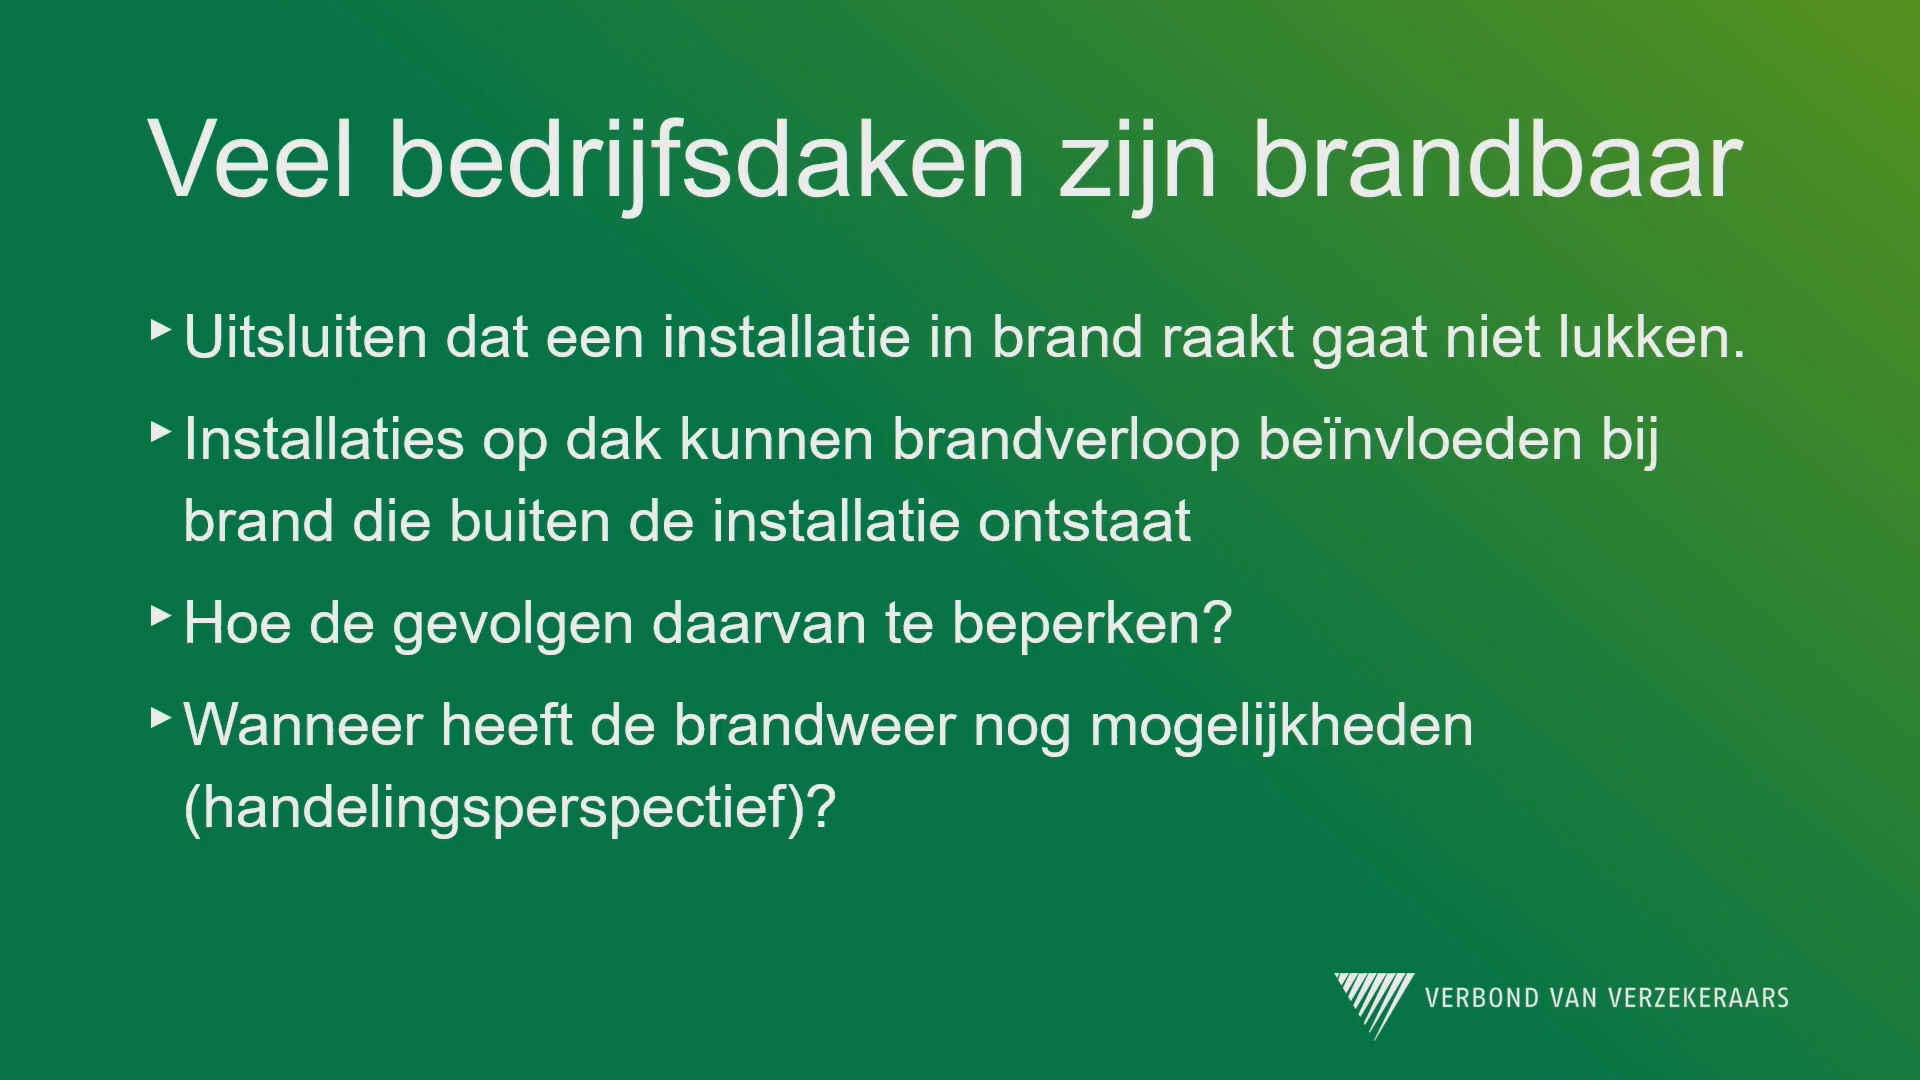 Veel bedrijfsdaken zijn brandbaar
▸ Uitsluiten dat een installatie in brand raakt gaat niet lukken.
▸ Installaties op dak kunnen brandverloop beïnvloeden bij
brand die buiten de installatie ontstaat
▸ Hoe de gevolgen daarvan te beperken?
▸ Wanneer heeft de brandweer nog mogelijkheden
(handelingsperspectief)?
VERBOND VAN VERZEKERAARS